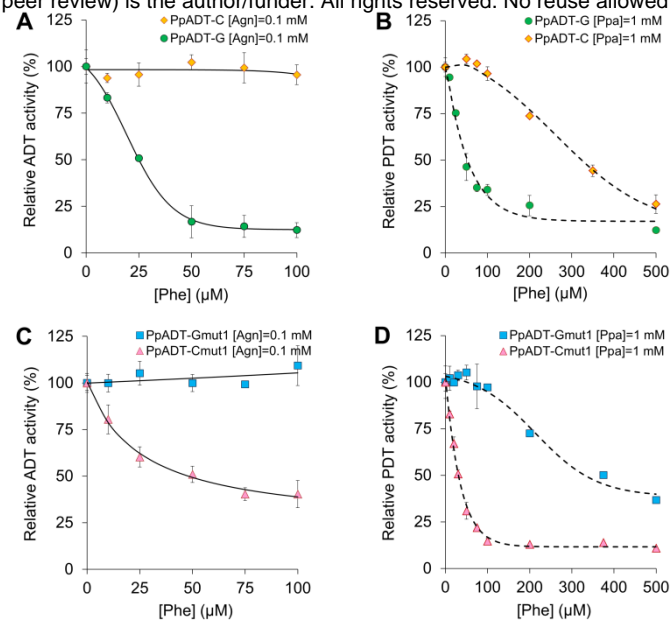 peer review) is the author/funder. All rights reserved. No reuse allowed
A
PpADT-C [Agn]=0.1 mM
PpADT-G [Agn]=0.1 mM
125
100
75
50
25
0
Relative ADT activity (%)
0 25 50 75 100
[Phe] (µM)
B
PpADT-G [Ppa]=1 mM
PpADT-C [Ppa]=1 mM
125
100
75
50
25
0
Relative PDT activity (%)
0 100 200 300 400 500
[Phe] (µM)
C
PpADT-Gmut1 [Agn]=0.1 mM
PpADT-Cmut1 [Agn]=0.1 mM
125
100
75
50
25
0
Relative ADT activity (%)
0 25 50 75 100
[Phe] (µM)
D
PpADT-Gmut1 [Ppa]=1 mM
PpADT-Cmut1 [Ppa]=1 mM
125
100
75
50
25
0
Relative PDT activity (%)
0 100 200 300 400 500
[Phe] (µM)